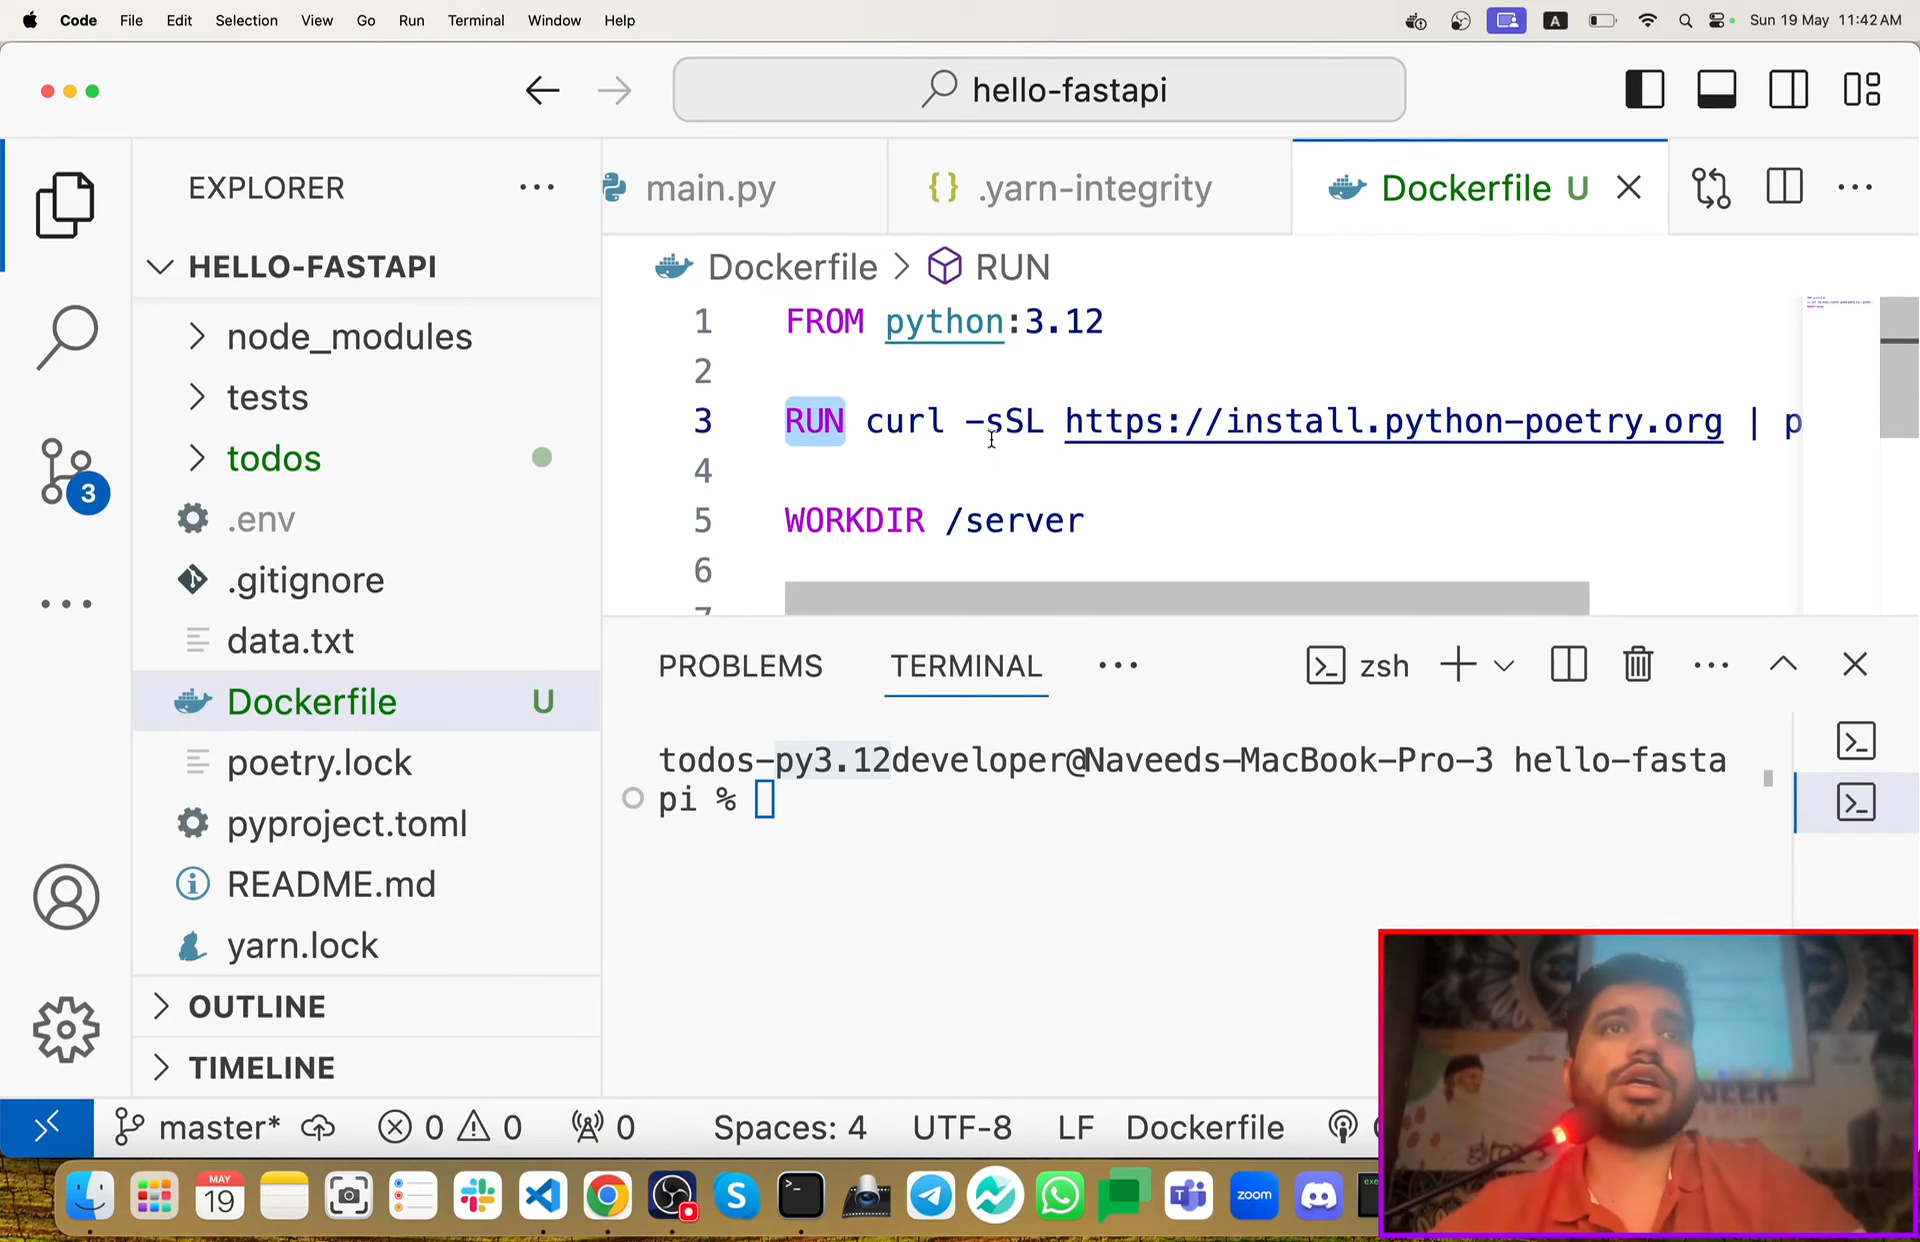 Code File Edit Selection View Go Run Terminal Window Help A Sun 19 May 11:42 AM
hello-fastapi
EXPLORER
main.py
.yarn-integrity
Dockerfile U
HELLO-FASTAPI
node_modules
tests
todos
.env
.gitignore
data.txt
Dockerfile U
poetry.lock
pyproject.toml
README.md
yarn.lock
OUTLINE
TIMELINE
3
Dockerfile > RUN
1 FROM python:3.12
2
3 RUN curl -sSL https://install.python-poetry.org | p
4
5 WORKDIR /server
6
7
PROBLEMS TERMINAL zsh
todos-py3.12developer@Naveeds-MacBook-Pro-3 hello-fasta
pi %
master* 0 0 0 Spaces: 4 UTF-8 LF Dockerfile
MAY
19
S
zoom
exe